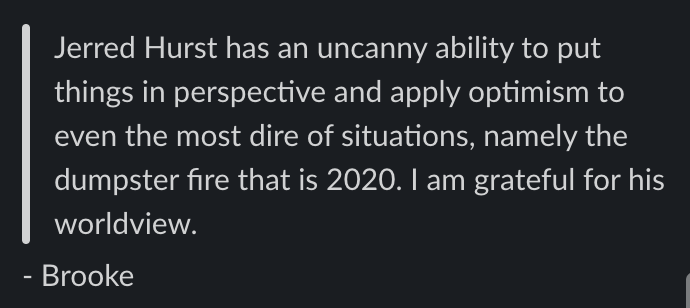 Jerred Hurst has an uncanny ability to put
things in perspective and apply optimism to
even the most dire of situations, namely the
dumpster fire that is 2020. I am grateful for his
worldview.
- Brooke